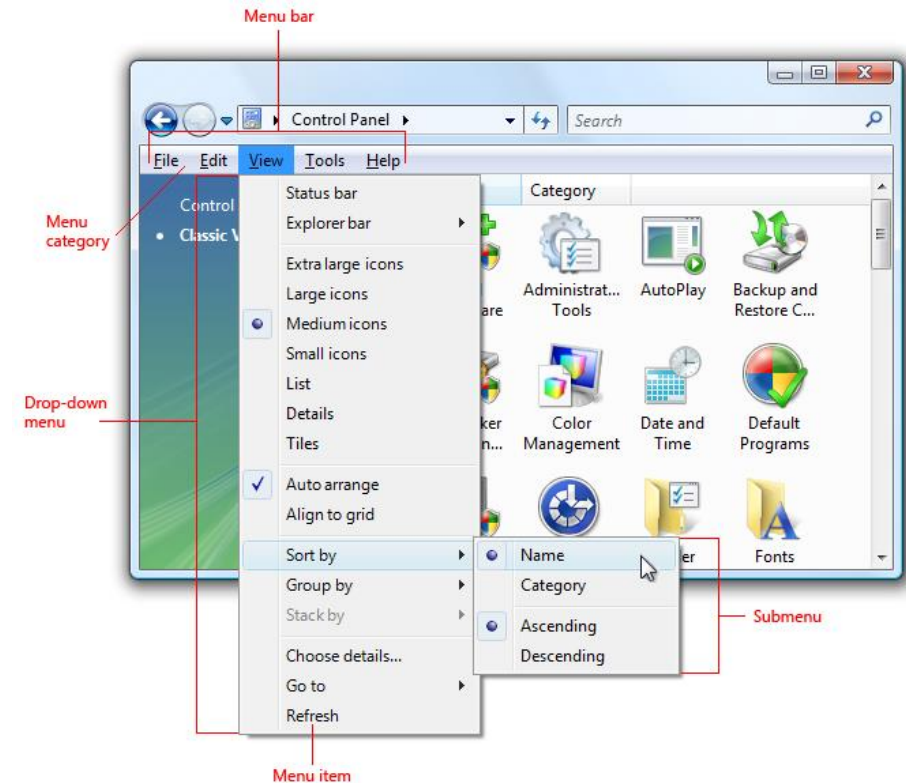 Menu bar
Control Panel
Search
File Edit View Tools Help
Menu
category
Drop-down
menu
Control
Classic V
Status bar
Explorer bar
Extra large icons
Large icons
Medium icons
Small icons
List
Details
Tiles
Auto arrange
Align to grid
Sort by
Group by
Stack by
Choose details...
Go to
Refresh
Category
are
Administrat...
Tools
AutoPlay
Backup and
Restore C...
ker
n...
Color
Management
Date and
Time
Default
Programs
er
Fonts
Name
Category
Ascending
Descending
Submenu
Menu item